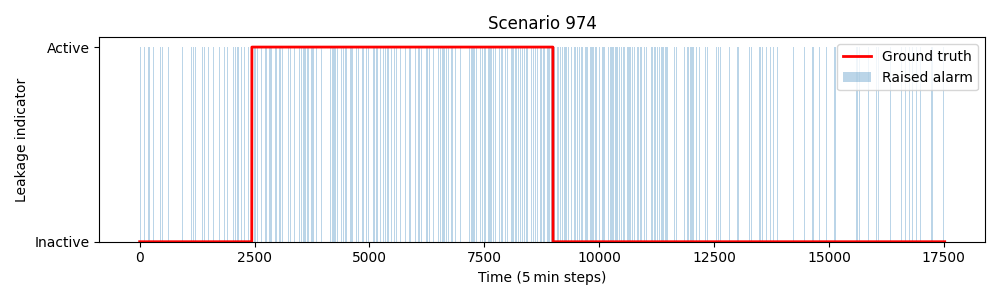 Scenario 974
Active
Inactive
Leakage indicator
Ground truth
Raised alarm
0 2500 5000 7500 10000 12500 15000 17500
Time (5 min steps)